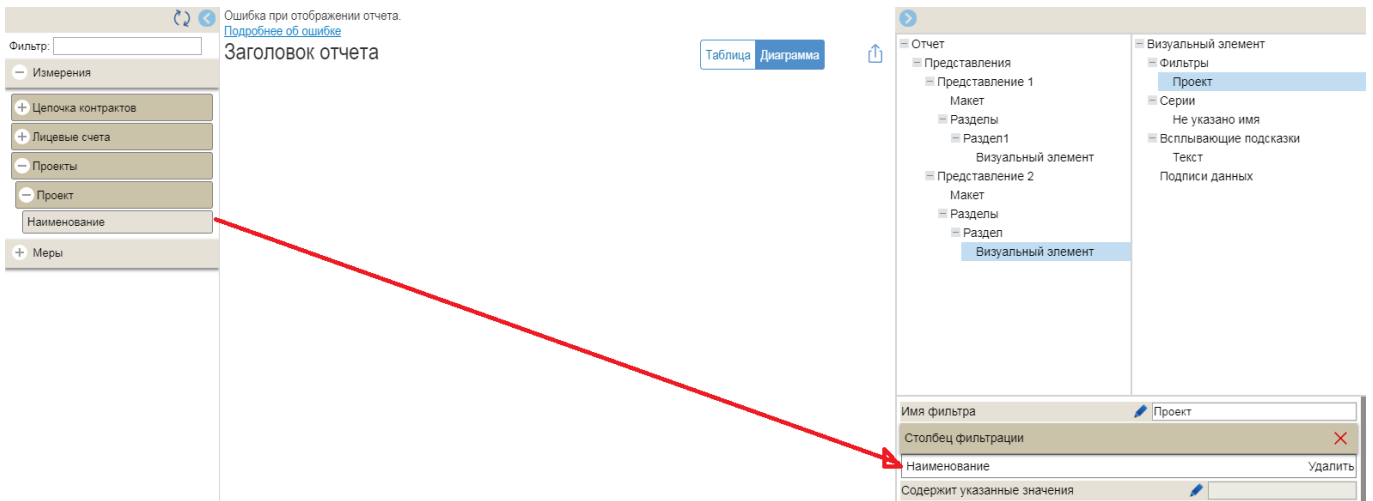 Фильтр:
Измерения
Цепочка контрактов
Лицевые счета
Проекты
Проект
Наименование
Меры
Ошибка при отображении отчета.
Подробнее об ошибке
Заголовок отчета
Таблица Диаграмма
Отчет
Представления
Представление 1
Макет
Разделы
Раздел1
Визуальный элемент
Представление 2
Макет
Разделы
Раздел
Визуальный элемент
Визуальный элемент
Фильтры
Проект
Серии
Не указано имя
Всплывающие подсказки
Текст
Подписи данных
Имя фильтра Проект
Столбец фильтрации
Наименование Удалить
Содержит указанные значения